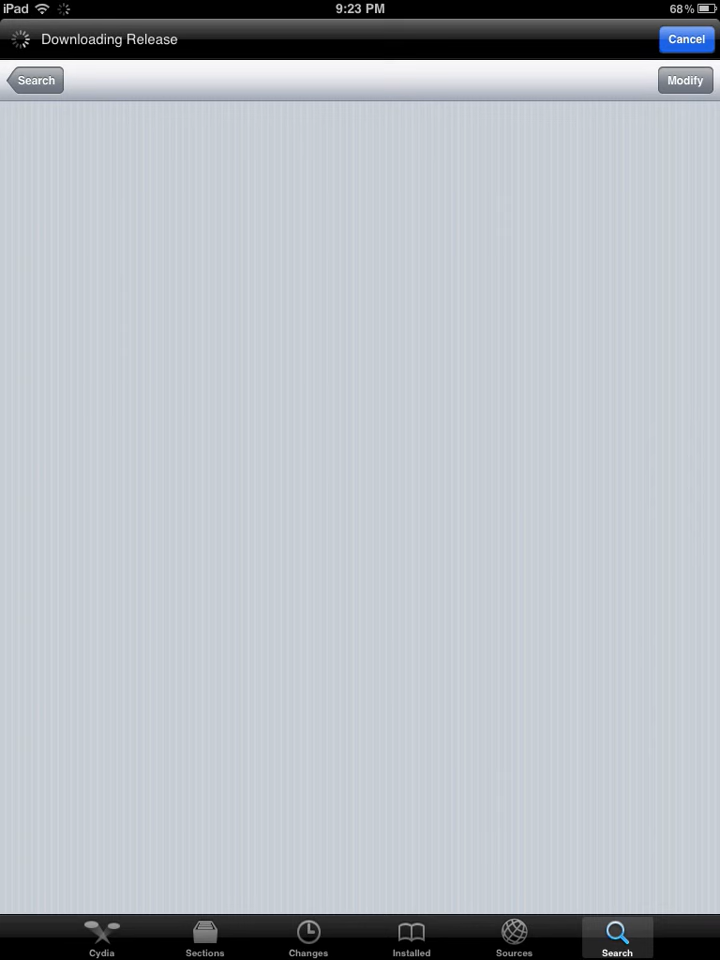 iPad 9:23 PM 68%
Downloading Release Cancel
Search Modify
Cydia Sections Changes Installed Sources Search